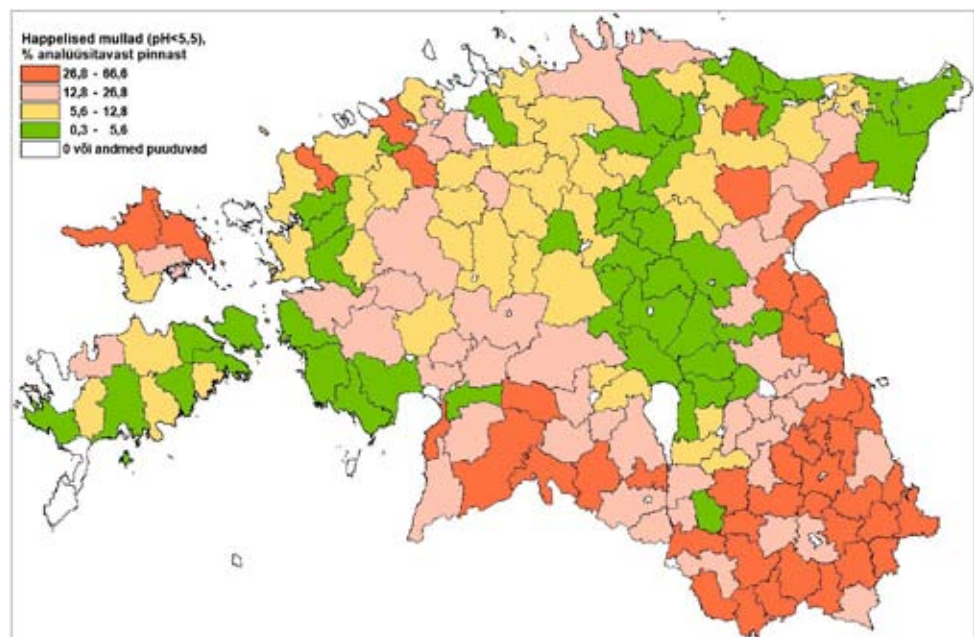 Happelised mullad (pH<5,5),
% analüüsitavast pinnast
26,8 - 66,6
12,8 - 26,8
5,6 - 12,8
0,3 - 5,6
0 või andmed puuduvad